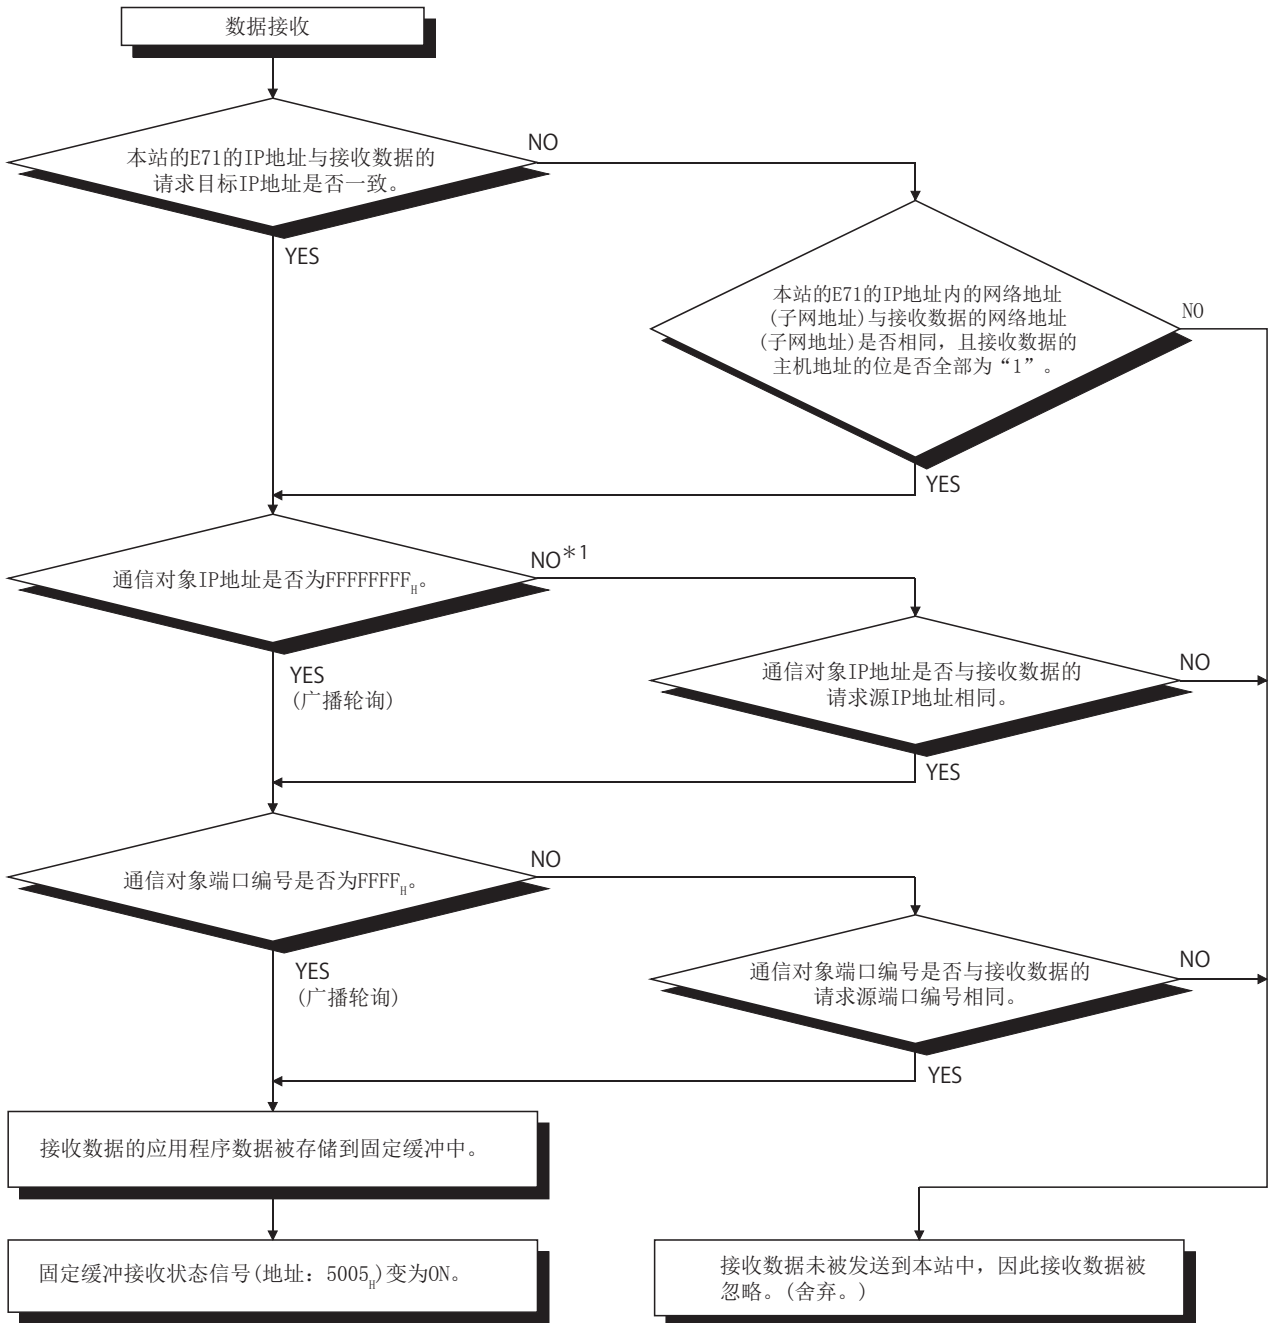 数据接收
本站的E71的IP地址与接收数据的
请求目标IP地址是否一致。
NO
YES
本站的E71的IP地址内的网络地址
(子网地址)与接收数据的网络地址
(子网地址)是否相同，且接收数据的
主机地址的位是否全部为“1”。
NO
YES
通信对象IP地址是否为FFFFFFFFH。
NO＊1
YES
(广播轮询)
通信对象IP地址是否与接收数据的
请求源IP地址相同。
NO
YES
通信对象端口编号是否为FFFFH。
NO
YES
(广播轮询)
通信对象端口编号是否与接收数据的
请求源端口编号相同。
NO
YES
接收数据的应用程序数据被存储到固定缓冲中。
固定缓冲接收状态信号(地址：5005H)变为ON。
接收数据未被发送到本站中，因此接收数据被
忽略。(舍弃。)